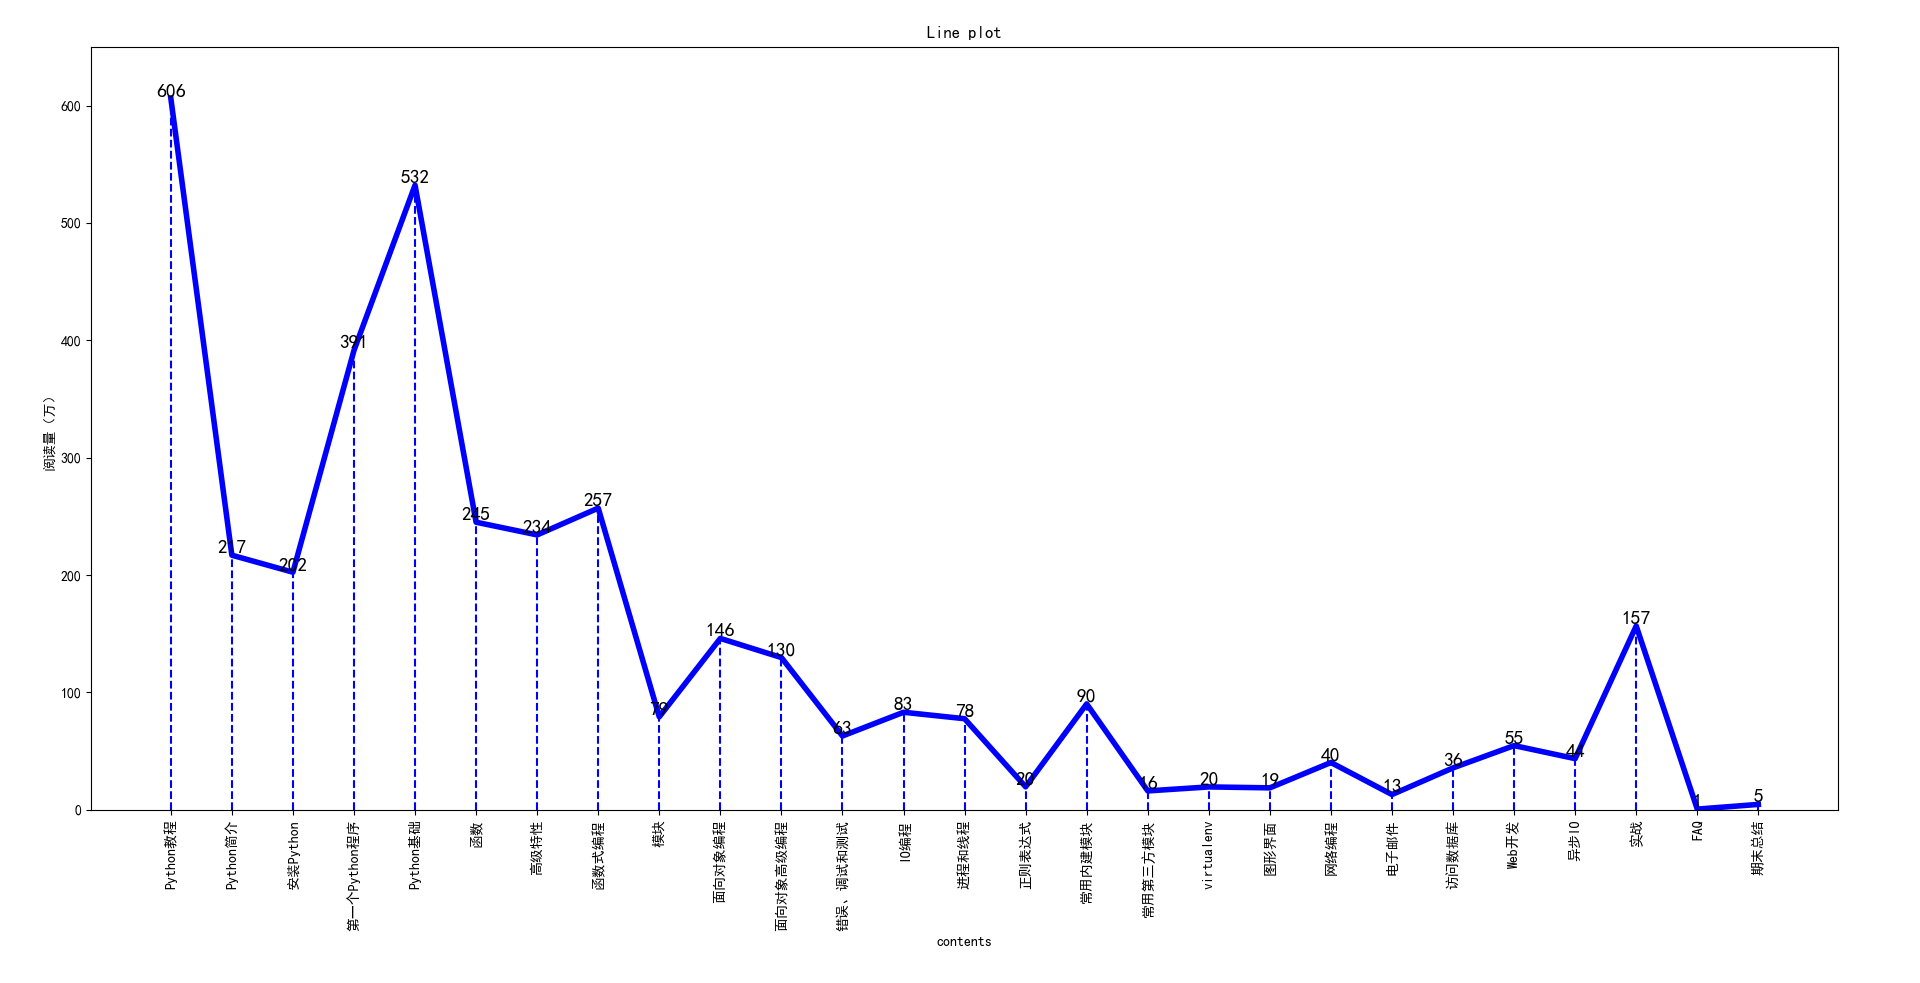 Line plot
阅读量（万）
600
500
400
300
200
100
0
606
217
202
391
532
245
234
257
79
146
130
63
83
78
20
90
16
20
19
40
13
36
55
44
157
1
5
Python教程
Python简介
安装Python
第一个Python程序
Python基础
函数
高级特性
函数式编程
模块
面向对象编程
面向对象高级编程
错误、调试和测试
IO编程
进程和线程
正则表达式
常用内建模块
常用第三方模块
virtualenv
图形界面
网络编程
电子邮件
访问数据库
Web开发
异步IO
实战
FAQ
期末总结
contents